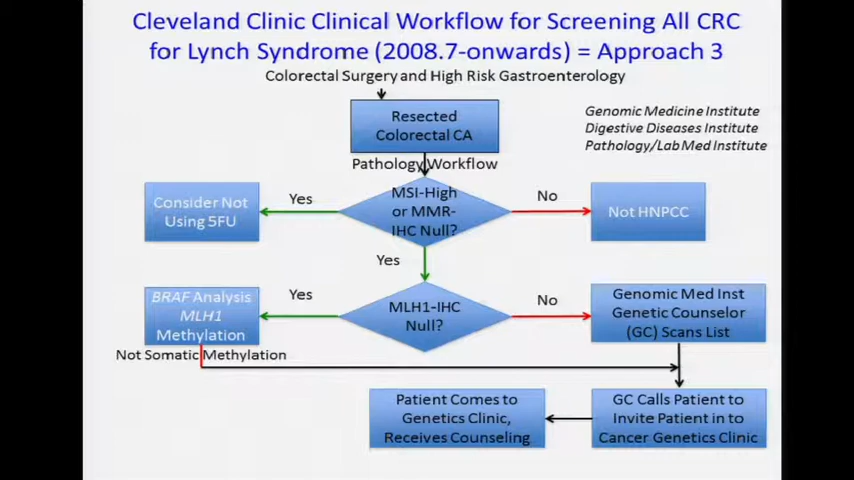 Cleveland Clinic Clinical Workflow for Screening All CRC
for Lynch Syndrome (2008.7-onwards) = Approach 3
Colorectal Surgery and High Risk Gastroenterology
Resected
Colorectal CA
Genomic Medicine Institute
Digestive Diseases Institute
Pathology/Lab Med Institute
Pathology Workflow
MSI-High
or MMR-
IHC Null?
Yes
Consider Not
Using 5FU
No
Not HNPCC
Yes
MLH1-IHC
Null?
Yes
BRAF Analysis
MLH1
Methylation
No
Genomic Med Inst
Genetic Counselor
(GC) Scans List
Not Somatic Methylation
GC Calls Patient to
Invite Patient in to
Cancer Genetics Clinic
Patient Comes to
Genetics Clinic,
Receives Counseling